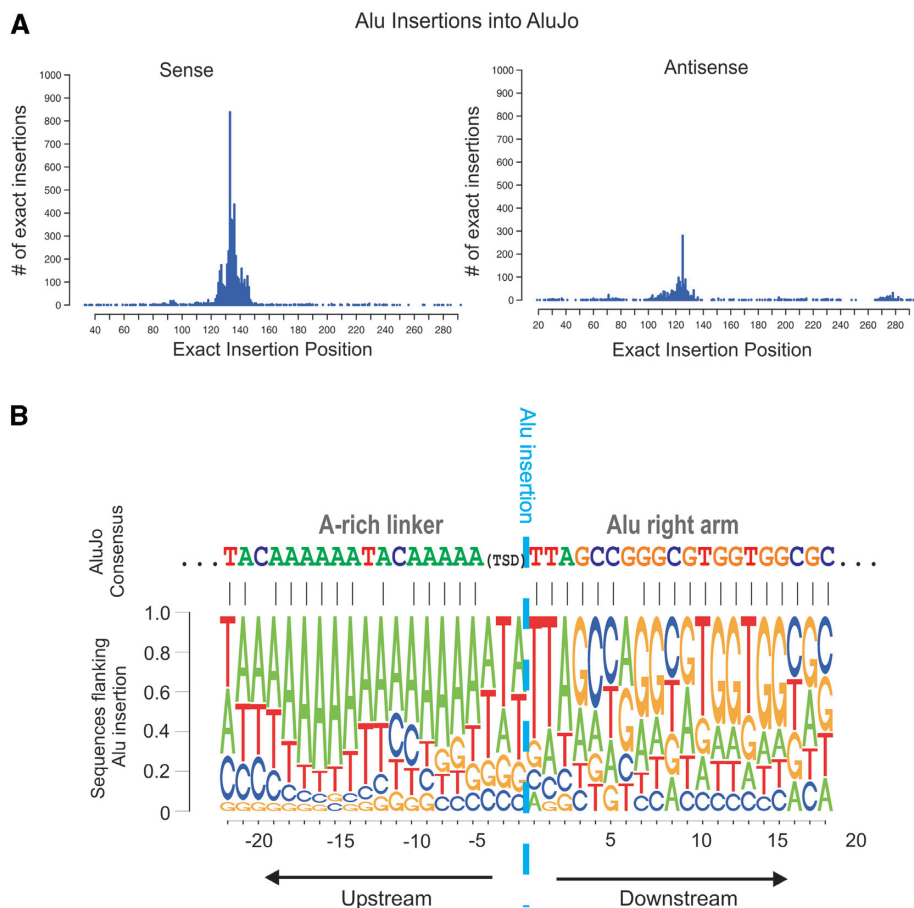 A
Alu Insertions into AluJo
Sense
# of exact insertions
1000
900
800
700
600
500
400
300
200
100
0
40 60 80 100 120 140 160 180 200 220 240 260 280
Exact Insertion Position
Antisense
# of exact insertions
1000
900
800
700
600
500
400
300
200
100
0
20 40 60 80 100 120 140 160 180 200 220 240 260 280
Exact Insertion Position
B
Alu insertion
A-rich linker
Alu right arm
AluJo
Consensus
...TACAAAAAATACAAAAA(TSD)TTAGCCGGGCGTGGTGGCGC...
Sequences flanking
Alu insertion
1.0
0.8
0.6
0.4
0.2
0
-20 -15 -10 -5 5 10 15 20
Upstream
Downstream